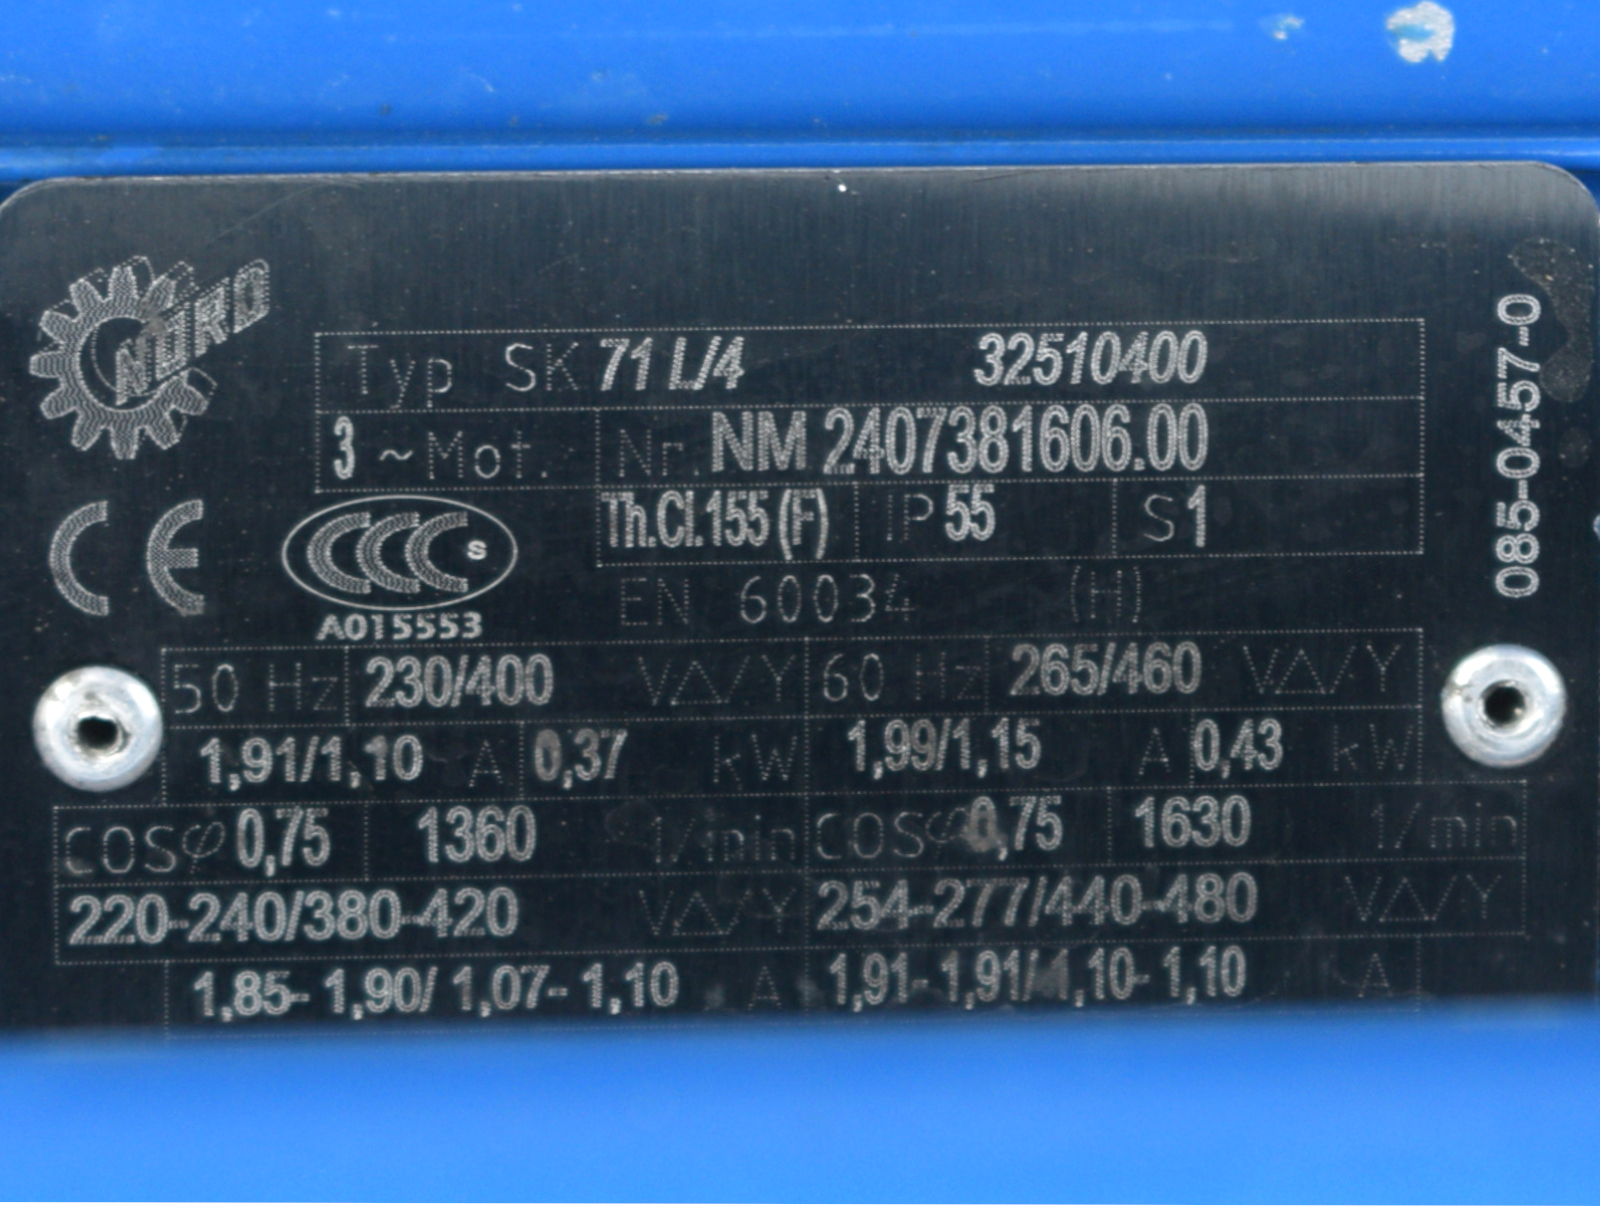 NORD
Typ SK 71 L/4 32510400
3 ~ Mot. Nr. NM 2407381606.00
Th.Cl.155 (F) IP 55 S 1
CE CCC S
A015553
EN 60034 (H)
085-0457-0
50 Hz 230/400 V△/Y 60 Hz 265/460 V△/Y
1,91/1,10 A 0,37 kW 1,99/1,15 A 0,43 kW
COSφ 0,75 1360 1/min COSφ 0,75 1630 1/min
220-240/380-420 V△/Y 254-277/440-480 V△/Y
1,85- 1,90/ 1,07- 1,10 A 1,91- 1,91/ 1,10- 1,10 A